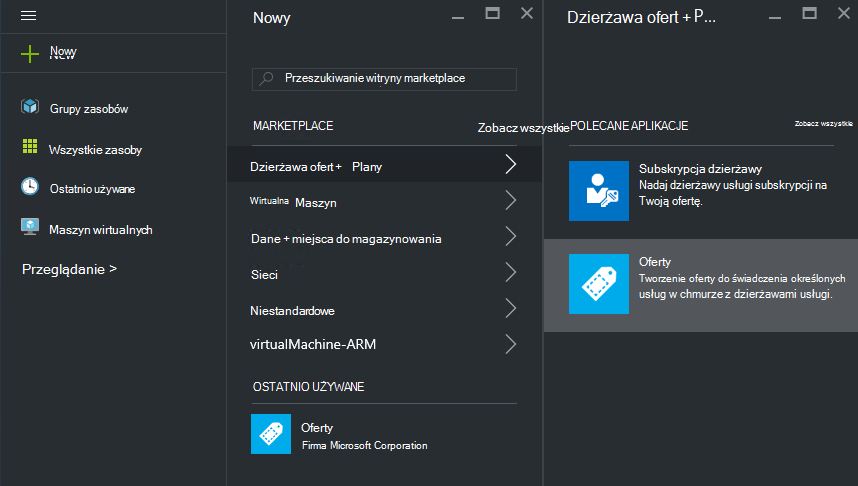 Nowy
Grupy zasobów
Wszystkie zasoby
Ostatnio używane
Maszyn wirtualnych
Przeglądanie >
Nowy
Przeszukiwanie witryny marketplace
MARKETPLACE Zobacz wszystkie
Dzierżawa ofert + Plany
Wirtualna Maszyn
Dane + miejsca do magazynowania
Sieci
Niestandardowe
virtualMachine-ARM
OSTATNIO UŻYWANE
Oferty
Firma Microsoft Corporation
Dzierżawa ofert + P...
POLECANE APLIKACJE Zobacz wszystkie
Subskrypcja dzierżawy
Nadaj dzierżawy usługi subskrypcji na
Twoją ofertę.
Oferty
Tworzenie oferty do świadczenia określonych
usług w chmurze z dzierżawami usługi.